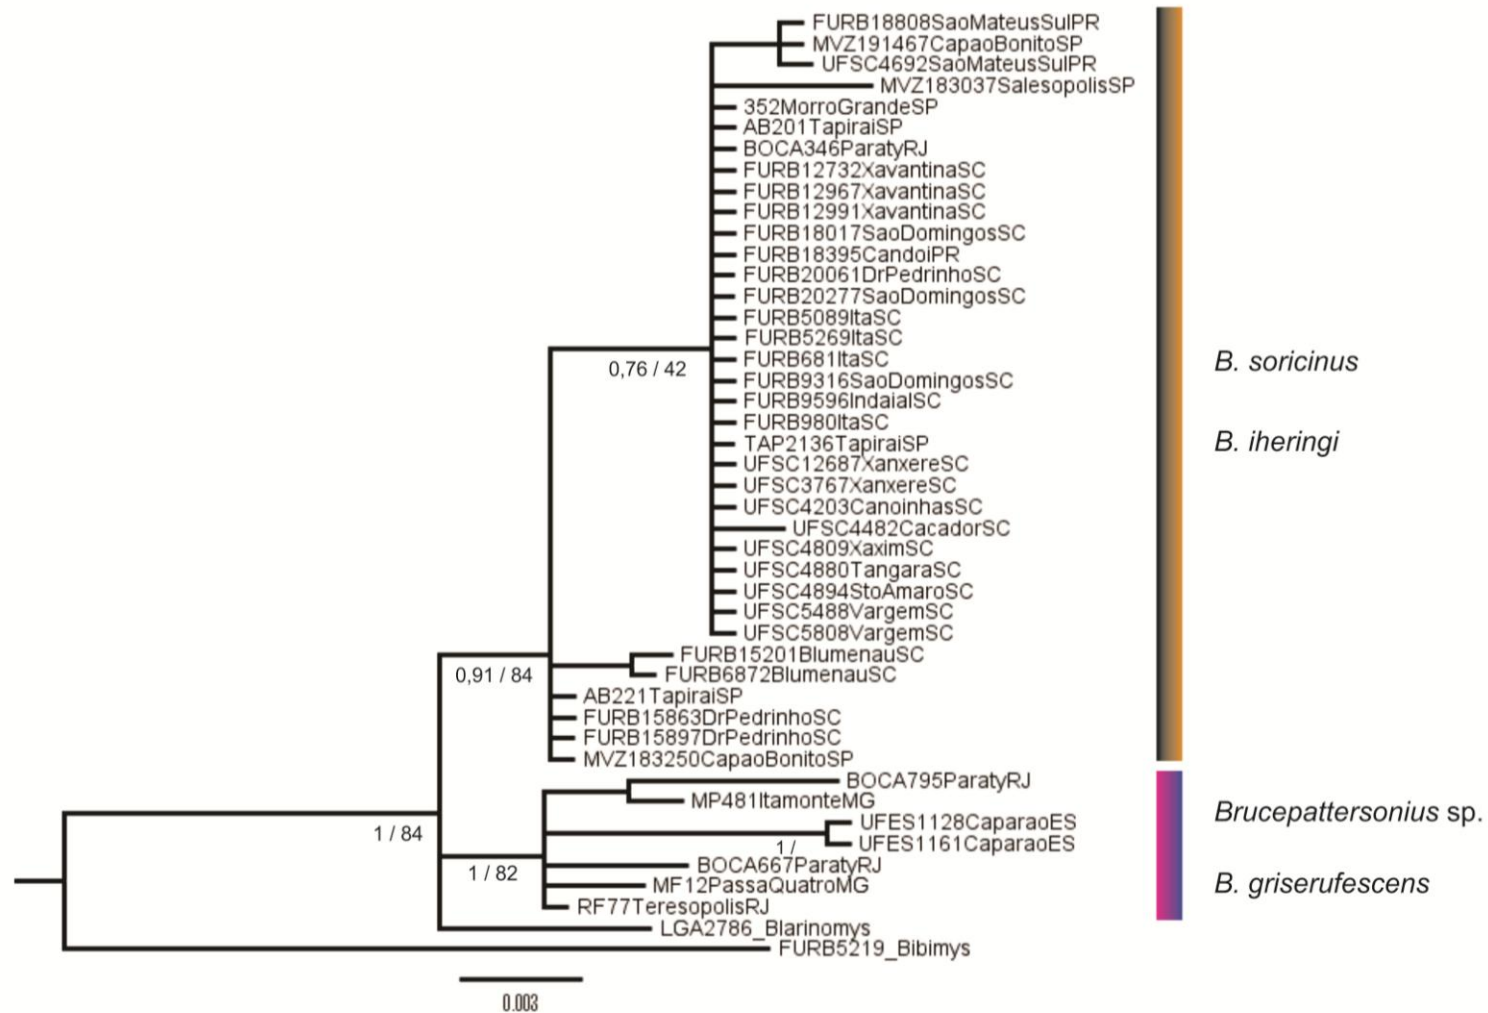 FURB18808SaoMateusSulPR
MVZ191467CapaoBonitoSP
UFSC4692SaoMateusSulPR
MVZ183037SalesopolisSP
352MorroGrandeSP
AB201TapiraiSP
BOCA346ParatyRJ
FURB12732XavantinaSC
FURB12967XavantinaSC
FURB12991XavantinaSC
FURB18017SaoDomingosSC
FURB18395CandoiPR
FURB20061DrPedrinhoSC
FURB20277SaoDomingosSC
FURB5089ItaSC
FURB5269ItaSC
FURB681ItaSC
0,76 / 42
B. soricinus
FURB9316SaoDomingosSC
FURB9596IndaialSC
FURB980ItaSC
TAP2136TapiraiSP
B. iheringi
UFSC12687XanxereSC
UFSC3767XanxereSC
UFSC4203CanoinhasSC
UFSC4482CacadorSC
UFSC4809XaximSC
UFSC4880TangaraSC
UFSC4894StoAmaroSC
UFSC5488VargemSC
UFSC5808VargemSC
FURB15201BlumenauSC
FURB6872BlumenauSC
0,91 / 84
AB221TapiraiSP
FURB15863DrPedrinhoSC
FURB15897DrPedrinhoSC
MVZ183250CapaoBonitoSP
BOCA795ParatyRJ
MP481ItamonteMG
Brucepattersonius sp.
UFES1128CaparaoES
1 / 84
UFES1161CaparaoES
1 /
BOCA667ParatyRJ
1 / 82
MF12PassaQuatroMG
B. griserufescens
RF77TeresopolisRJ
LGA2786_Blarinomys
FURB5219_Bibimys
0.003